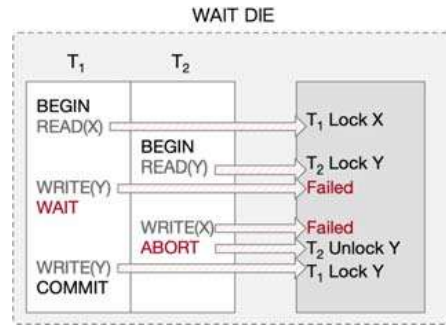 WAIT DIE
T₁ T₂
BEGIN
READ(X) T₁ Lock X
BEGIN
READ(Y) T₂ Lock Y
WRITE(Y) Failed
WAIT
WRITE(X) Failed
ABORT T₂ Unlock Y
WRITE(Y) T₁ Lock Y
COMMIT